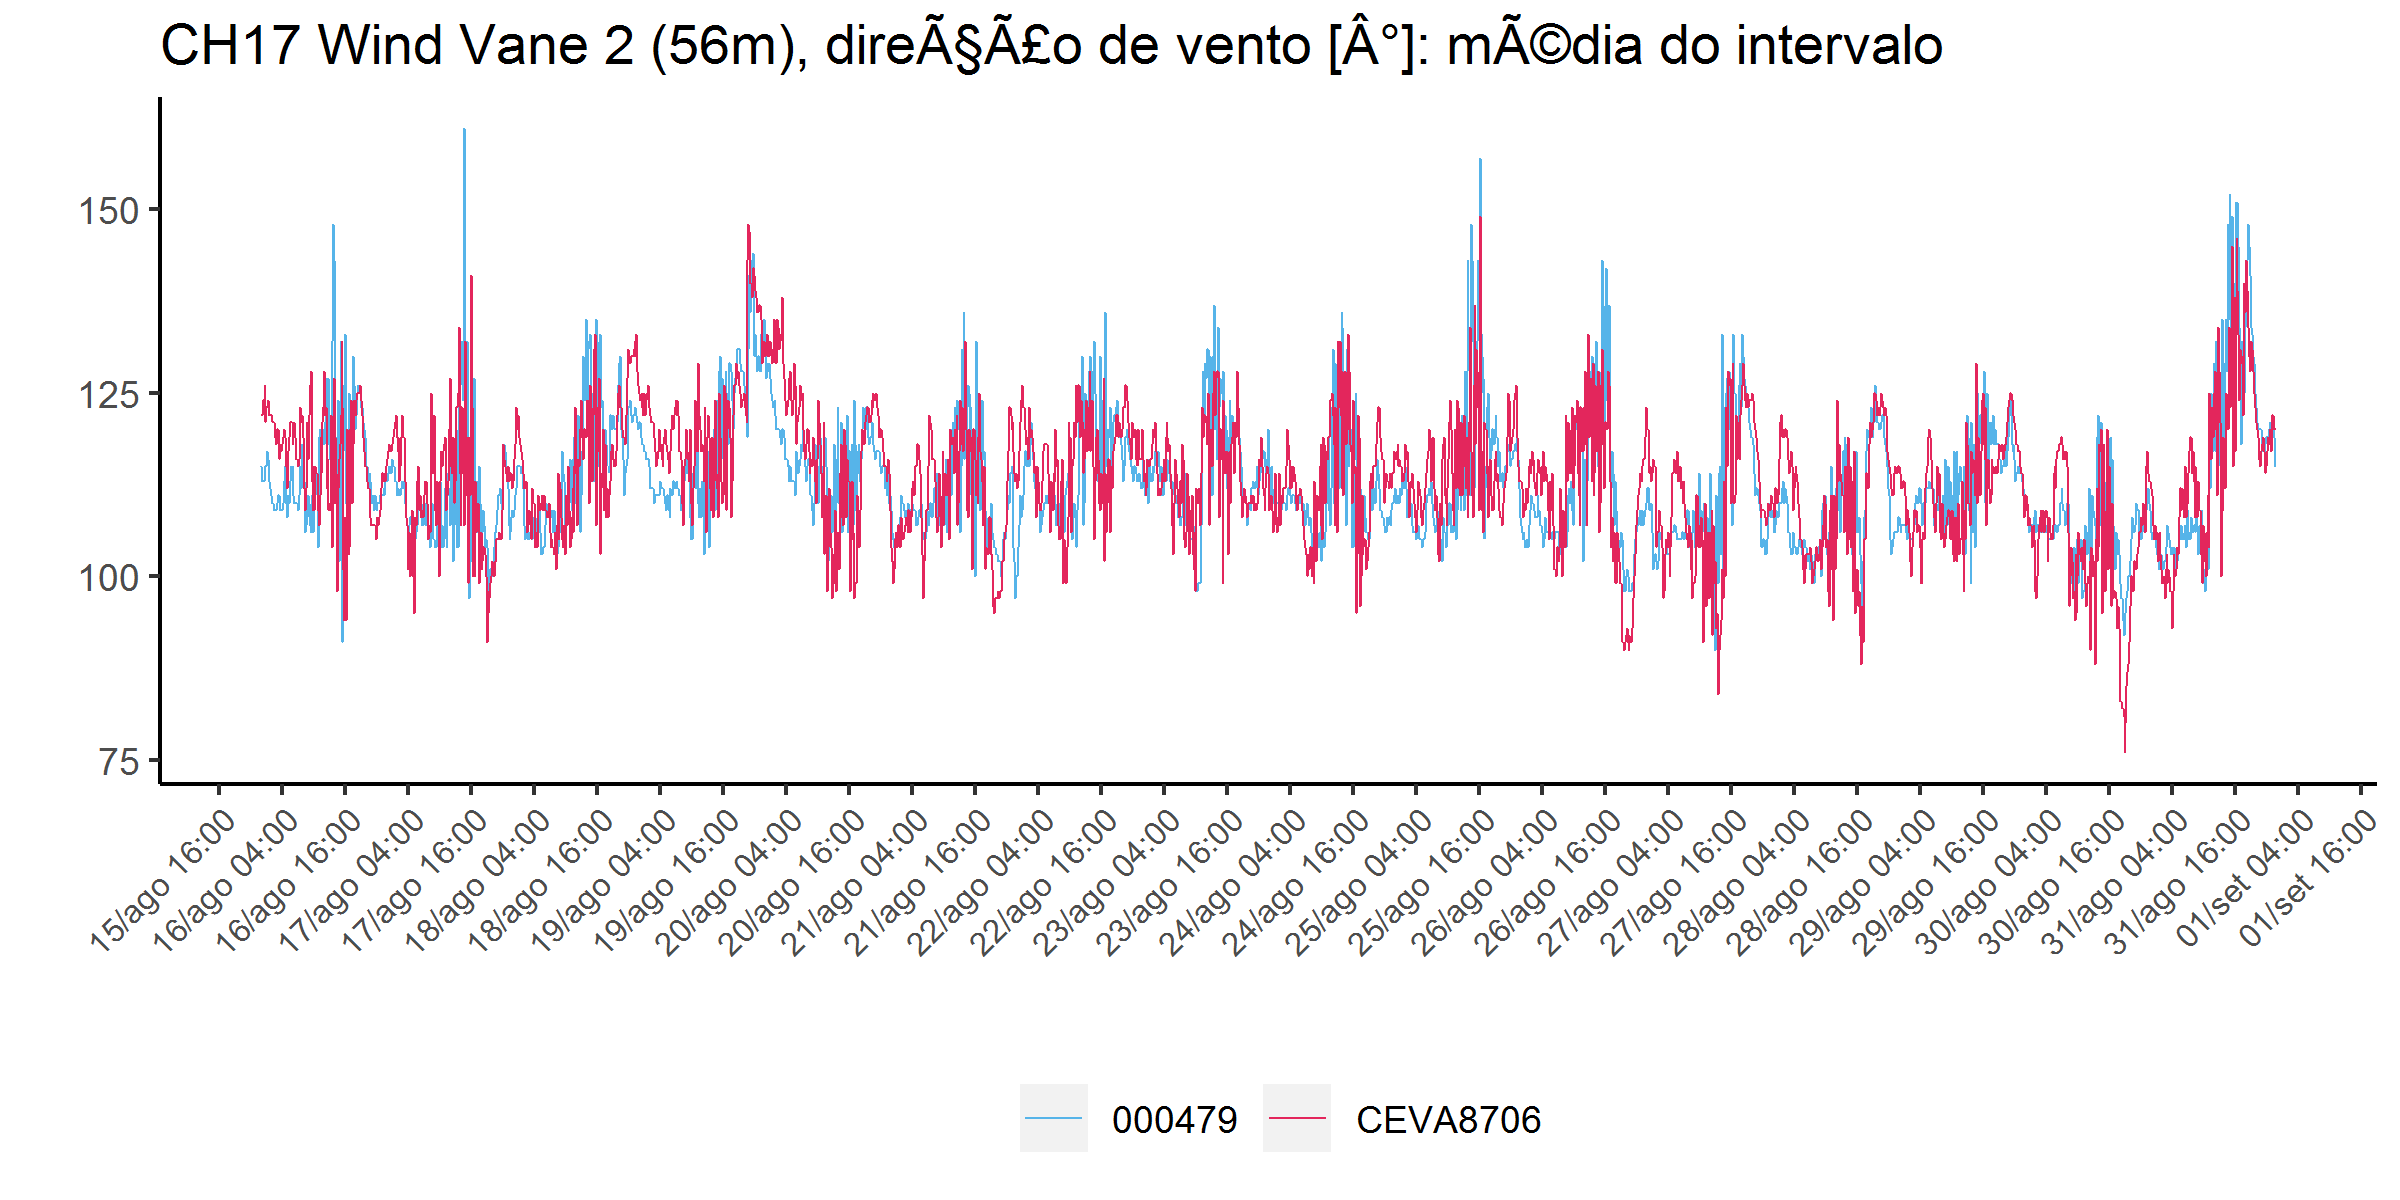 CH17 Wind Vane 2 (56m), direÃ§Ã£o de vento [Â°]: mÃ©dia do intervalo
150
125
100
75
15/ago 16:00
16/ago 04:00
16/ago 16:00
17/ago 04:00
17/ago 16:00
18/ago 04:00
18/ago 16:00
19/ago 04:00
19/ago 16:00
20/ago 04:00
20/ago 16:00
21/ago 04:00
21/ago 16:00
22/ago 04:00
22/ago 16:00
23/ago 04:00
23/ago 16:00
24/ago 04:00
24/ago 16:00
25/ago 04:00
25/ago 16:00
26/ago 04:00
26/ago 16:00
27/ago 04:00
27/ago 16:00
28/ago 04:00
28/ago 16:00
29/ago 04:00
29/ago 16:00
30/ago 04:00
30/ago 16:00
31/ago 04:00
31/ago 16:00
01/set 04:00
01/set 16:00
000479
CEVA8706